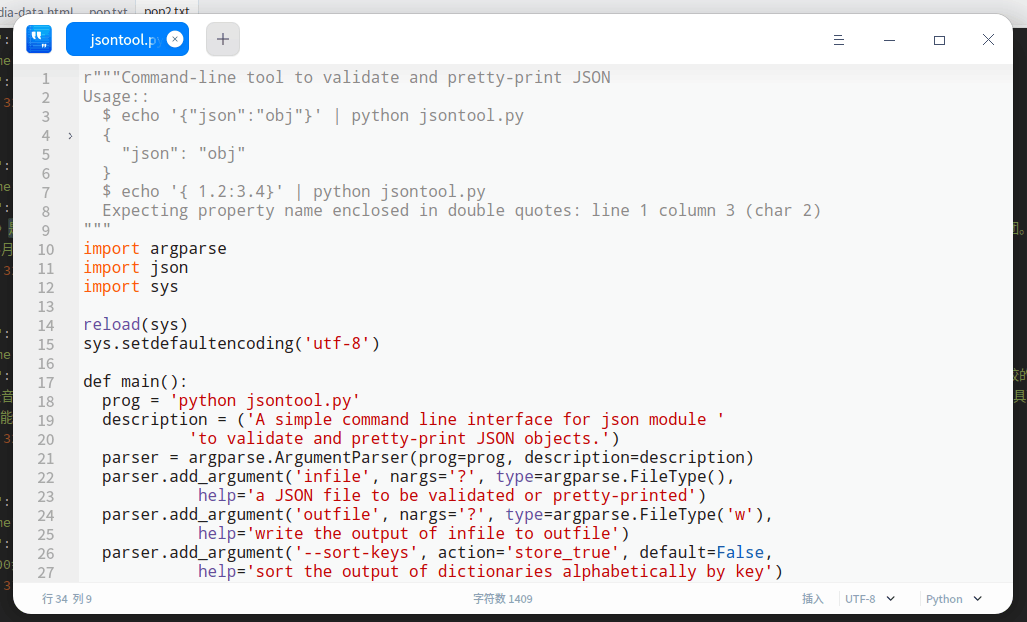 dia-data.html pop.txt pop2.txt
jsontool.py
1 r"""Command-line tool to validate and pretty-print JSON
2 Usage::
3 $ echo '{"json":"obj"}' | python jsontool.py
4 {
5 "json": "obj"
6 }
7 $ echo '{ 1.2:3.4}' | python jsontool.py
8 Expecting property name enclosed in double quotes: line 1 column 3 (char 2)
9 """
10 import argparse
11 import json
12 import sys
13
14 reload(sys)
15 sys.setdefaultencoding('utf-8')
16
17 def main():
18 prog = 'python jsontool.py'
19 description = ('A simple command line interface for json module '
20 'to validate and pretty-print JSON objects.')
21 parser = argparse.ArgumentParser(prog=prog, description=description)
22 parser.add_argument('infile', nargs='?', type=argparse.FileType(),
23 help='a JSON file to be validated or pretty-printed')
24 parser.add_argument('outfile', nargs='?', type=argparse.FileType('w'),
25 help='write the output of infile to outfile')
26 parser.add_argument('--sort-keys', action='store_true', default=False,
27 help='sort the output of dictionaries alphabetically by key')
行 34 列 9 字符数 1409 插入 UTF-8 Python